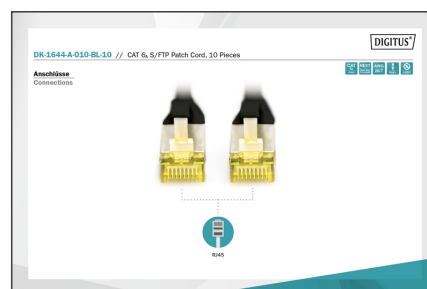 DIGITUS®
DK-1644-A-010-BL-10 // CAT 6A S/FTP Patch Cord, 10 Pieces
Anschlüsse
Connections
RJ45